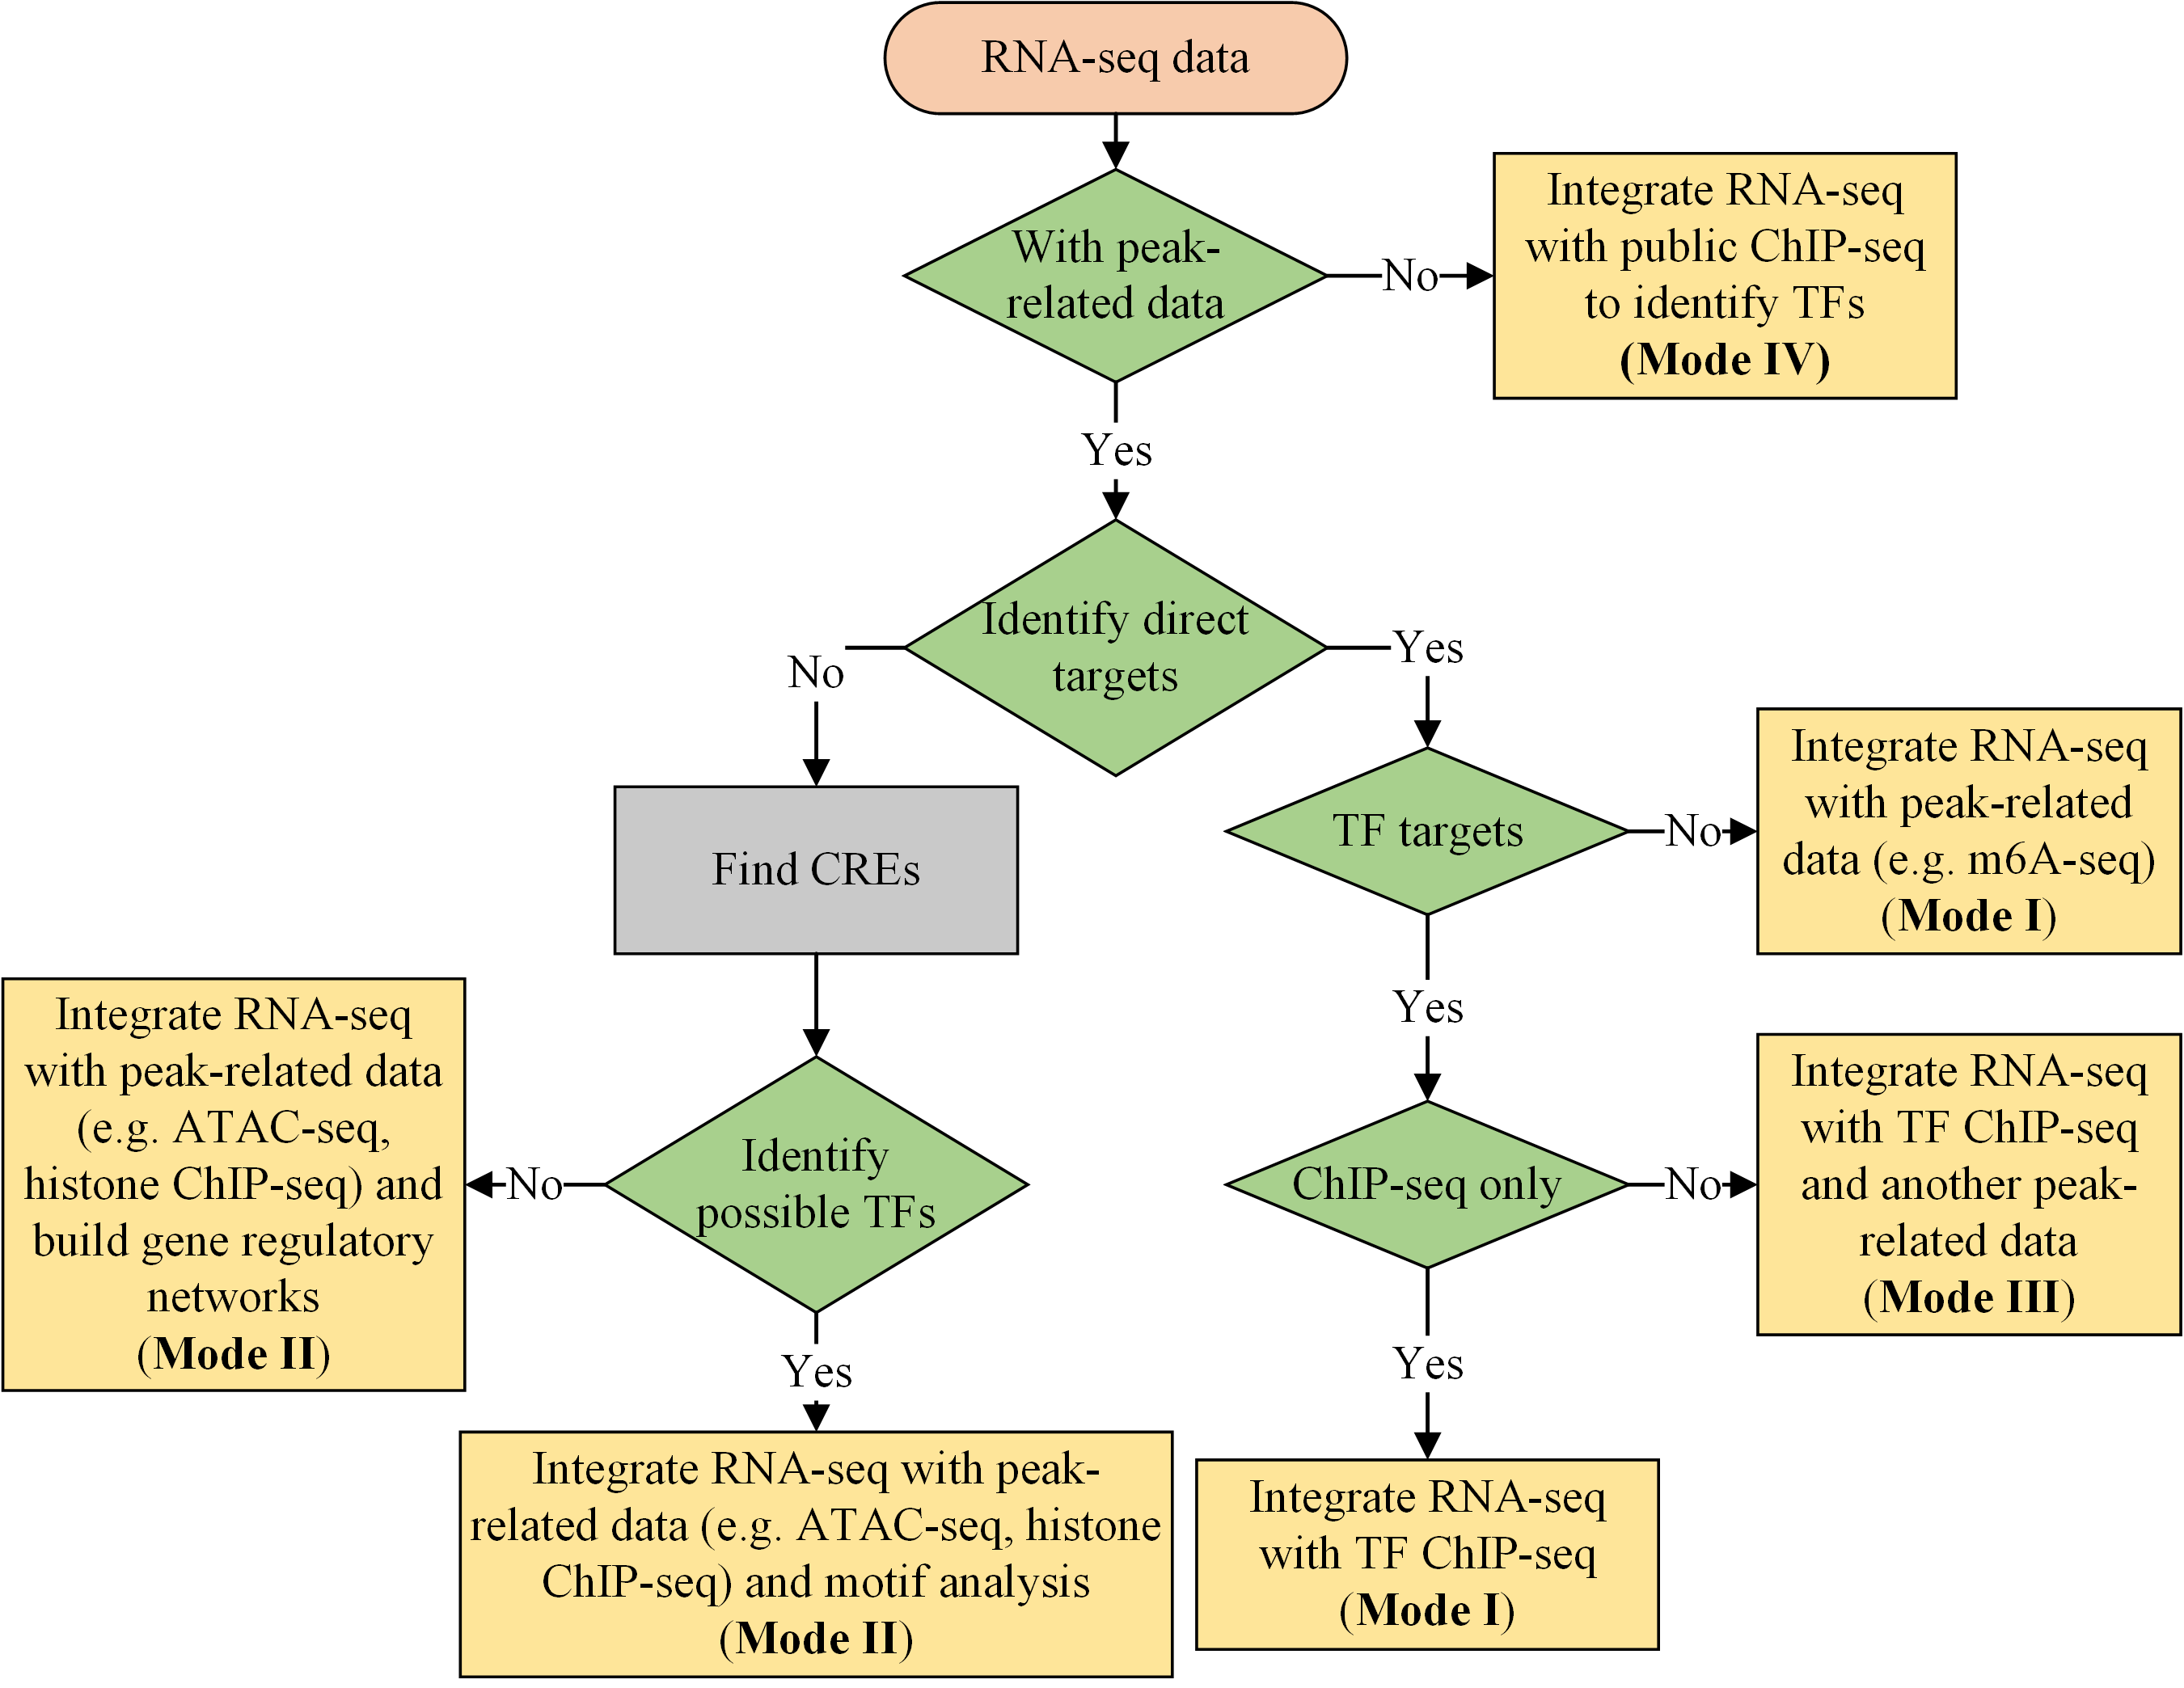 RNA-seq data
With peak-
related data
No
Integrate RNA-seq
with public ChIP-seq
to identify TFs
(Mode IV)
Yes
Identify direct
targets
No
Yes
Find CREs
TF targets
No
Integrate RNA-seq
with peak-related
data (e.g. m6A-seq)
(Mode I)
Yes
Integrate RNA-seq
with peak-related data
(e.g. ATAC-seq,
histone ChIP-seq) and
build gene regulatory
networks
(Mode II)
No
Identify
possible TFs
ChIP-seq only
No
Integrate RNA-seq
with TF ChIP-seq
and another peak-
related data
(Mode III)
Yes
Yes
Integrate RNA-seq with peak-
related data (e.g. ATAC-seq, histone
ChIP-seq) and motif analysis
(Mode II)
Integrate RNA-seq
with TF ChIP-seq
(Mode I)